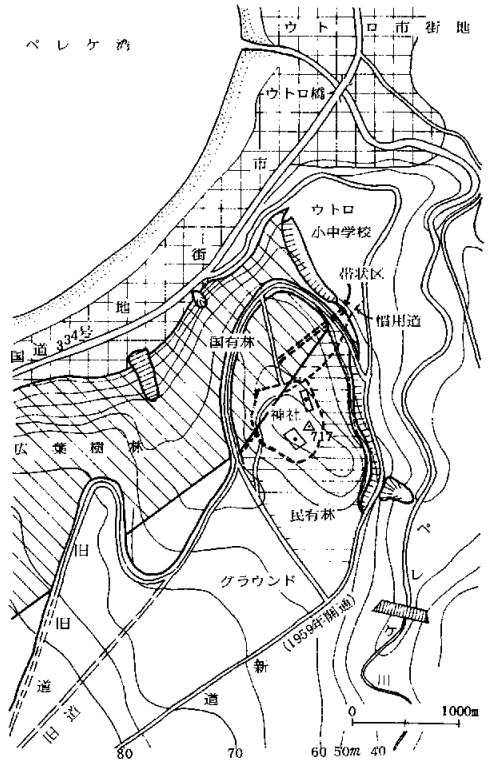 ペレケ湾
ウトロ市街地
ウトロ橋
市
街
地
ウトロ
小中学校
帯状区
慣用道
国道334号
国有林
神社
717
広葉樹林
民有林
グラウンド
旧
道
旧
道
旧道
新
道
(1959年開通)
ペレケ川
0 1000m
80 70 60 50m 40